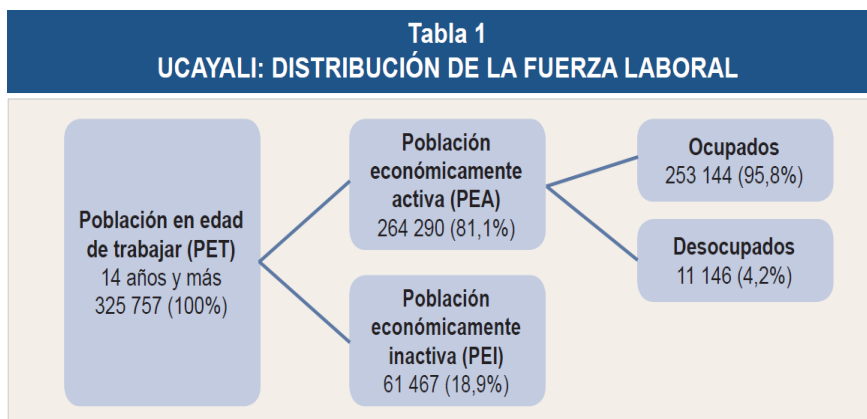 Tabla 1
UCAYALI: DISTRIBUCIÓN DE LA FUERZA LABORAL
Población en edad
de trabajar (PET)
14 años y más
325 757 (100%)
Población
económicamente
activa (PEA)
264 290 (81,1%)
Población
económicamente
inactiva (PEI)
61 467 (18,9%)
Ocupados
253 144 (95,8%)
Desocupados
11 146 (4,2%)